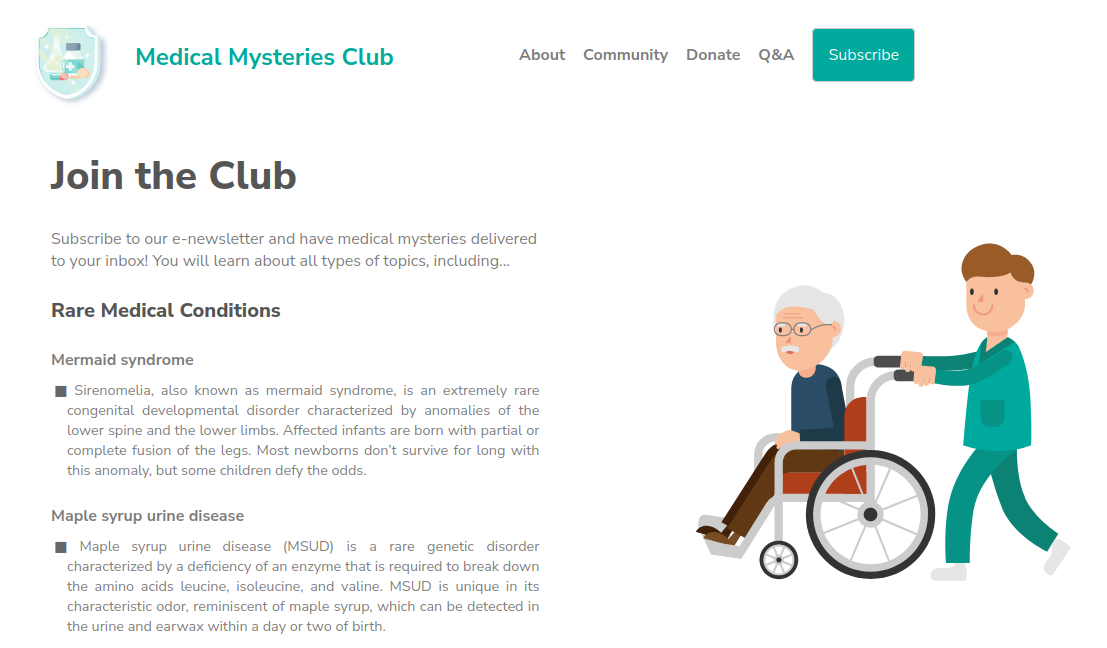 Medical Mysteries Club
About Community Donate Q&A Subscribe
Join the Club
Subscribe to our e-newsletter and have medical mysteries delivered
to your inbox! You will learn about all types of topics, including...
Rare Medical Conditions
Mermaid syndrome
■ Sirenomelia, also known as mermaid syndrome, is an extremely rare
congenital developmental disorder characterized by anomalies of the
lower spine and the lower limbs. Affected infants are born with partial or
complete fusion of the legs. Most newborns don’t survive for long with
this anomaly, but some children defy the odds.
Maple syrup urine disease
■ Maple syrup urine disease (MSUD) is a rare genetic disorder
characterized by a deficiency of an enzyme that is required to break down
the amino acids leucine, isoleucine, and valine. MSUD is unique in its
characteristic odor, reminiscent of maple syrup, which can be detected in
the urine and earwax within a day or two of birth.